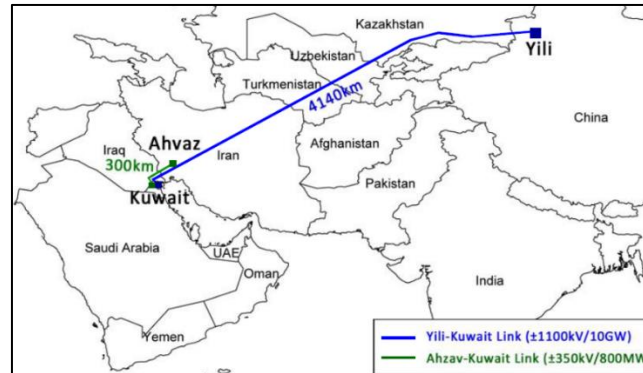 Kazakhstan
Uzbekistan
Yili
Turkmenistan
4140km
China
Ahvaz
Iraq
Iran
Afghanistan
300km
Kuwait
Pakistan
Saudi Arabia
UAE
Oman
India
Yemen
Yili-Kuwait Link (±1100kV/10GW)
Ahzav-Kuwait Link (±350kV/800MW)